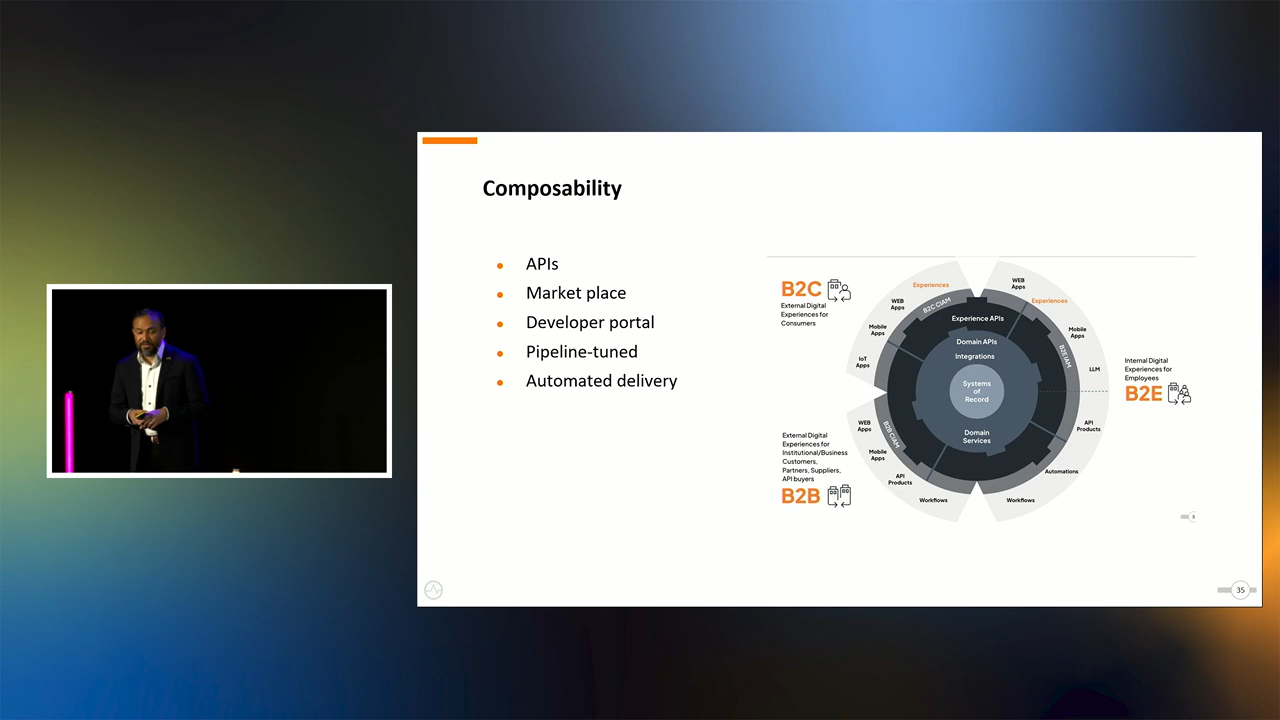 Composability
APIs
Market place
Developer portal
Pipeline-tuned
Automated delivery
B2C
External Digital
Experiences for
Consumers
External Digital
Experiences for
Institutional/Business
Customers,
Partners, Suppliers,
API buyers
B2B
Internal Digital
Experiences for
Employees
B2E
Experiences
WEB
Apps
Mobile
Apps
IoT
Apps
B2C CIAM
WEB
Apps
Experiences
Mobile
Apps
LLM
B2E IAM
API
Products
Automations
Workflows
WEB
Apps
Mobile
Apps
API
Products
Workflows
B2B CIAM
Experience APIs
Domain APIs
Integrations
Systems
of
Record
Domain
Services
5
35